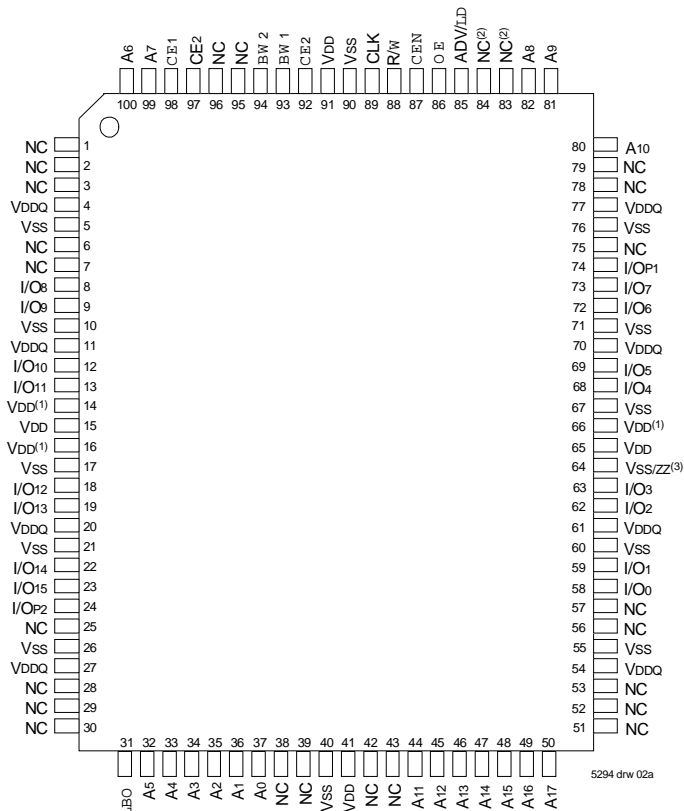 A6 A7 CE1 CE2 NC NC BW2 BW1 CE2 VDD VSS CLK R/W CEN OE ADV/LD NC(2) NC(2) A8 A9
100 99 98 97 96 95 94 93 92 91 90 89 88 87 86 85 84 83 82 81
NC 1 80 A10
NC 2 79 NC
NC 3 78 NC
VDDQ 4 77 VDDQ
VSS 5 76 VSS
NC 6 75 NC
NC 7 74 I/OP1
I/O8 8 73 I/O7
I/O9 9 72 I/O6
VSS 10 71 VSS
VDDQ 11 70 VDDQ
I/O10 12 69 I/O5
I/O11 13 68 I/O4
VDD(1) 14 67 VSS
VDD 15 66 VDD(1)
VDD(1) 16 65 VDD
VSS 17 64 VSS/ZZ(3)
I/O12 18 63 I/O3
I/O13 19 62 I/O2
VDDQ 20 61 VDDQ
VSS 21 60 VSS
I/O14 22 59 I/O1
I/O15 23 58 I/O0
I/OP2 24 57 NC
NC 25 56 NC
VSS 26 55 VSS
VDDQ 27 54 VDDQ
NC 28 53 NC
NC 29 52 NC
NC 30 51 NC
31 32 33 34 35 36 37 38 39 40 41 42 43 44 45 46 47 48 49 50
LBO A5 A4 A3 A2 A1 A0 NC NC VSS VDD NC NC A11 A12 A13 A14 A15 A16 A17
5294 drw 02a